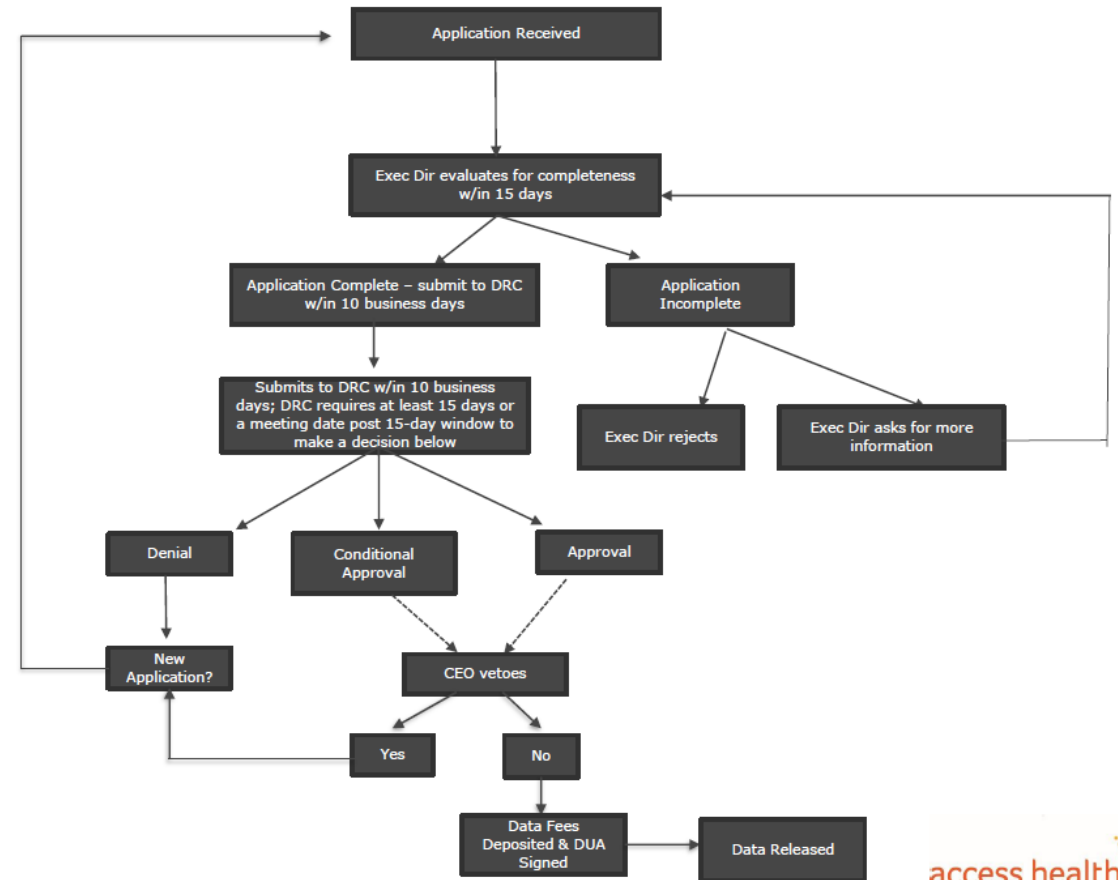 Application Received
Exec Dir evaluates for completeness
w/in 15 days
Application Complete – submit to DRC
w/in 10 business days
Application
Incomplete
Submits to DRC w/in 10 business
days; DRC requires at least 15 days or
a meeting date post 15-day window to
make a decision below
Exec Dir rejects
Exec Dir asks for more
information
Denial
Conditional
Approval
Approval
New
Application?
CEO vetoes
Yes
No
Data Fees
Deposited & DUA
Signed
Data Released
access health